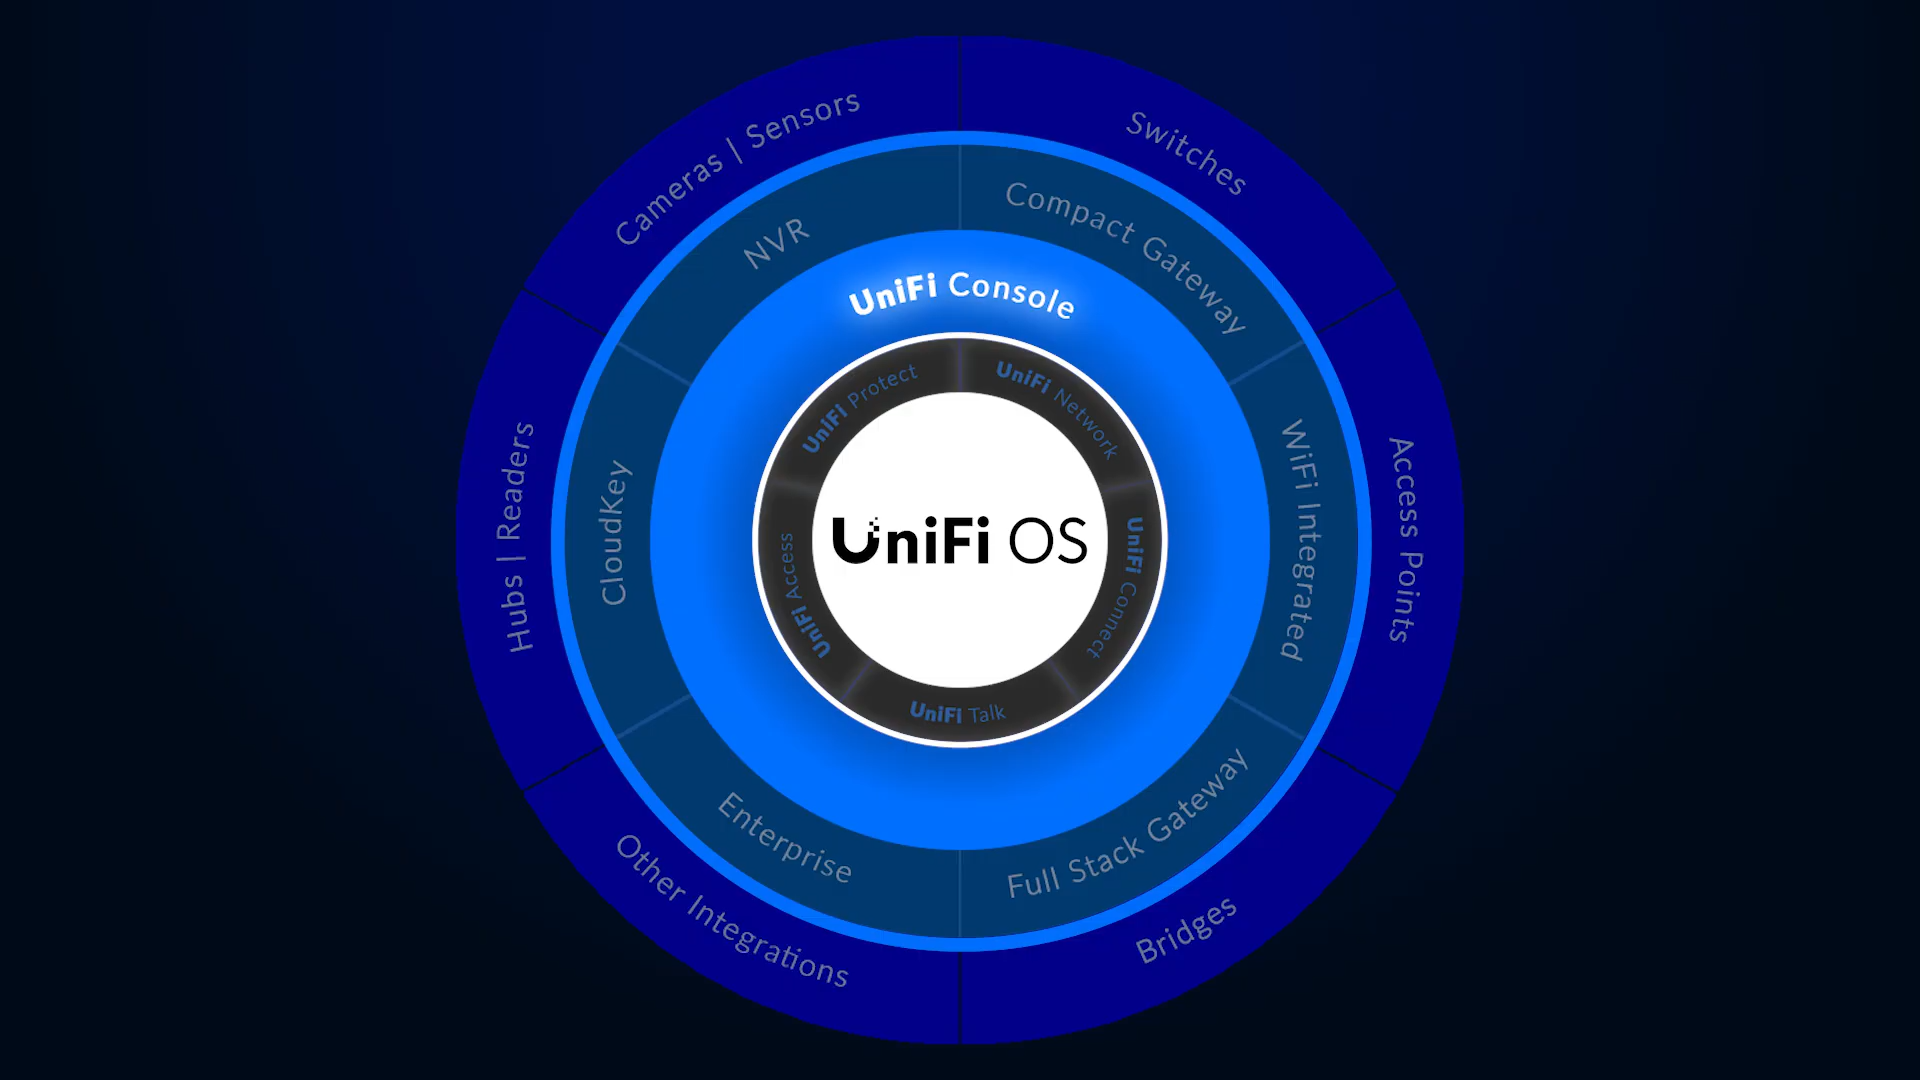 Cameras | Sensors
Switches
Access Points
Bridges
Other Integrations
Hubs | Readers
NVR
Compact Gateway
WiFi Integrated
Full Stack Gateway
Enterprise
CloudKey
UniFi Console
UniFi Protect
UniFi Network
UniFi Connect
UniFi Talk
UniFi Access
UniFi OS